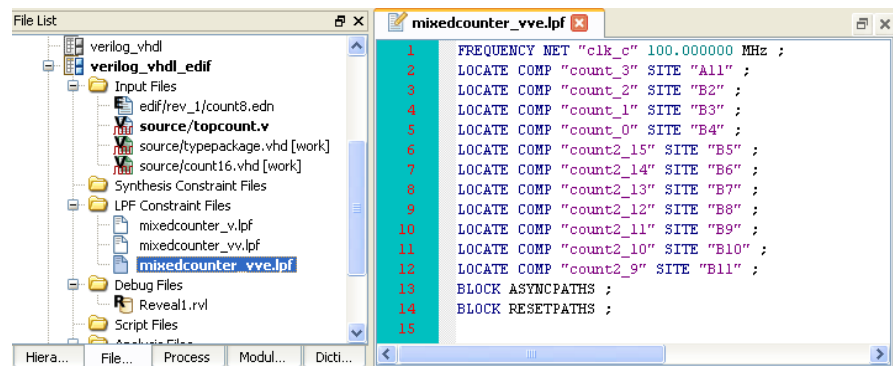 File List
verilog_vhdl
verilog_vhdl_edif
Input Files
edif/rev_1/count8.edn
source/topcount.v
source/typepackage.vhd [work]
source/count16.vhd [work]
Synthesis Constraint Files
LPF Constraint Files
mixedcounter_v.lpf
mixedcounter_vv.lpf
mixedcounter_vve.lpf
Debug Files
Reveal1.rvl
Script Files
Hiera... File... Process Modul... Dicti...
mixedcounter_vve.lpf
1 FREQUENCY NET "clk_c" 100.000000 MHz ;
2 LOCATE COMP "count_3" SITE "A11" ;
3 LOCATE COMP "count_2" SITE "B2" ;
4 LOCATE COMP "count_1" SITE "B3" ;
5 LOCATE COMP "count_0" SITE "B4" ;
6 LOCATE COMP "count2_15" SITE "B5" ;
7 LOCATE COMP "count2_14" SITE "B6" ;
8 LOCATE COMP "count2_13" SITE "B7" ;
9 LOCATE COMP "count2_12" SITE "B8" ;
10 LOCATE COMP "count2_11" SITE "B9" ;
11 LOCATE COMP "count2_10" SITE "B10" ;
12 LOCATE COMP "count2_9" SITE "B11" ;
13 BLOCK ASYNCPATHS ;
14 BLOCK RESETPATHS ;
15